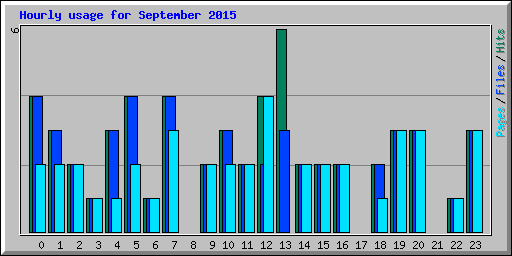 Hourly usage for September 2015
6
Pages / Files / Hits
0 1 2 3 4 5 6 7 8 9 10 11 12 13 14 15 16 17 18 19 20 21 22 23